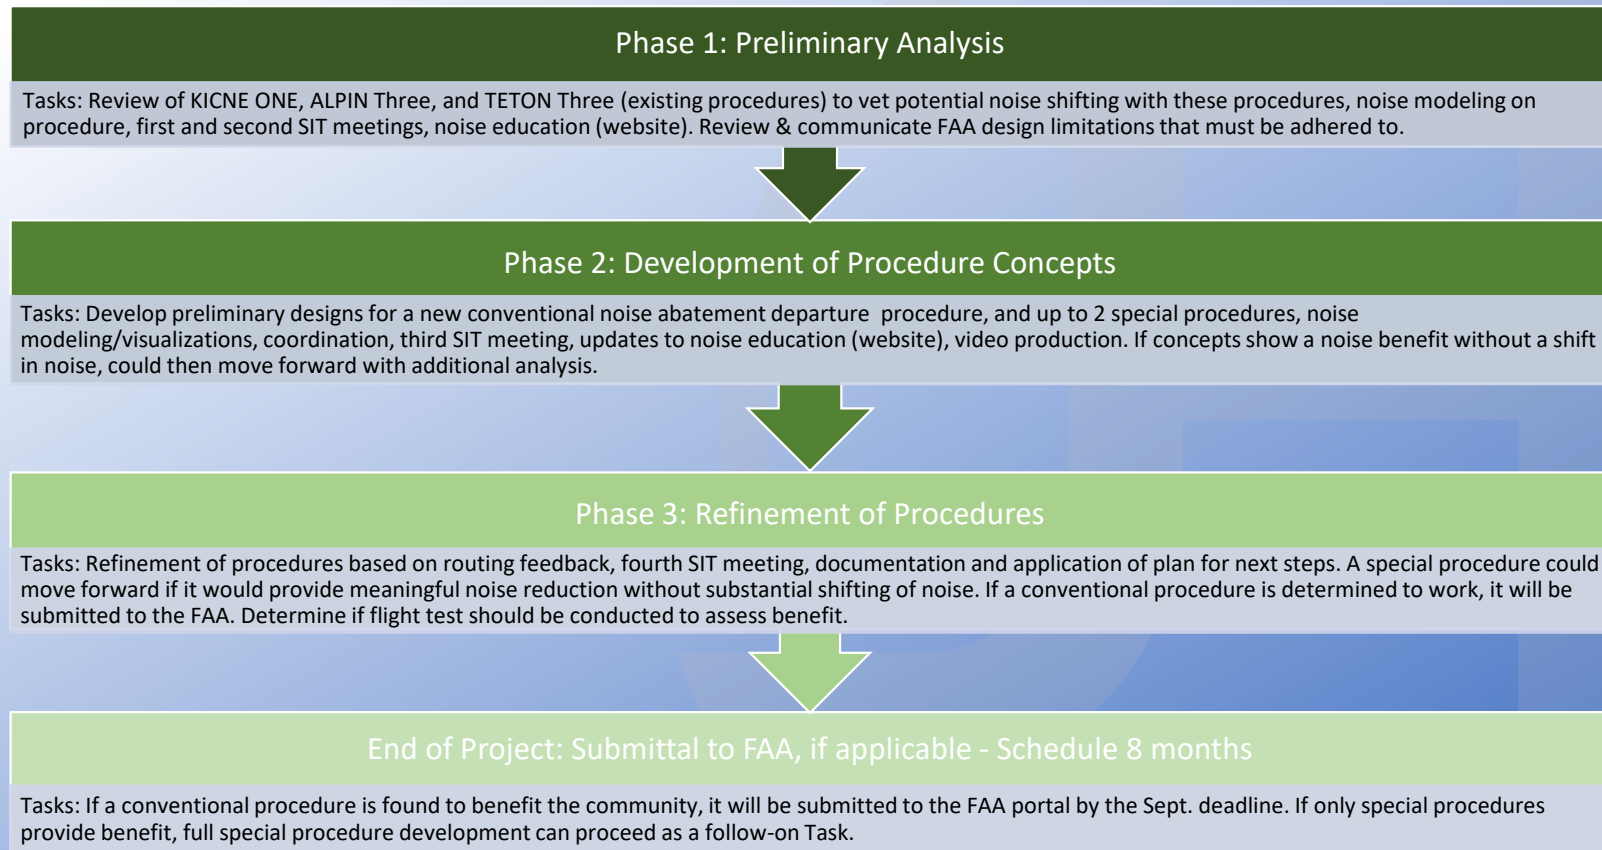 Phase 1: Preliminary Analysis
Tasks: Review of KICNE ONE, ALPIN Three, and TETON Three (existing procedures) to vet potential noise shifting with these procedures, noise modeling on
procedure, first and second SIT meetings, noise education (website). Review & communicate FAA design limitations that must be adhered to.
Phase 2: Development of Procedure Concepts
Tasks: Develop preliminary designs for a new conventional noise abatement departure  procedure, and up to 2 special procedures, noise
modeling/visualizations, coordination, third SIT meeting, updates to noise education (website), video production. If concepts show a noise benefit without a shift
in noise, could then move forward with additional analysis.
Phase 3: Refinement of Procedures
Tasks: Refinement of procedures based on routing feedback, fourth SIT meeting, documentation and application of plan for next steps. A special procedure could
move forward if it would provide meaningful noise reduction without substantial shifting of noise. If a conventional procedure is determined to work, it will be
submitted to the FAA. Determine if flight test should be conducted to assess benefit.
End of Project: Submittal to FAA, if applicable - Schedule 8 months
Tasks: If a conventional procedure is found to benefit the community, it will be submitted to the FAA portal by the Sept. deadline. If only special procedures
provide benefit, full special procedure development can proceed as a follow-on Task.